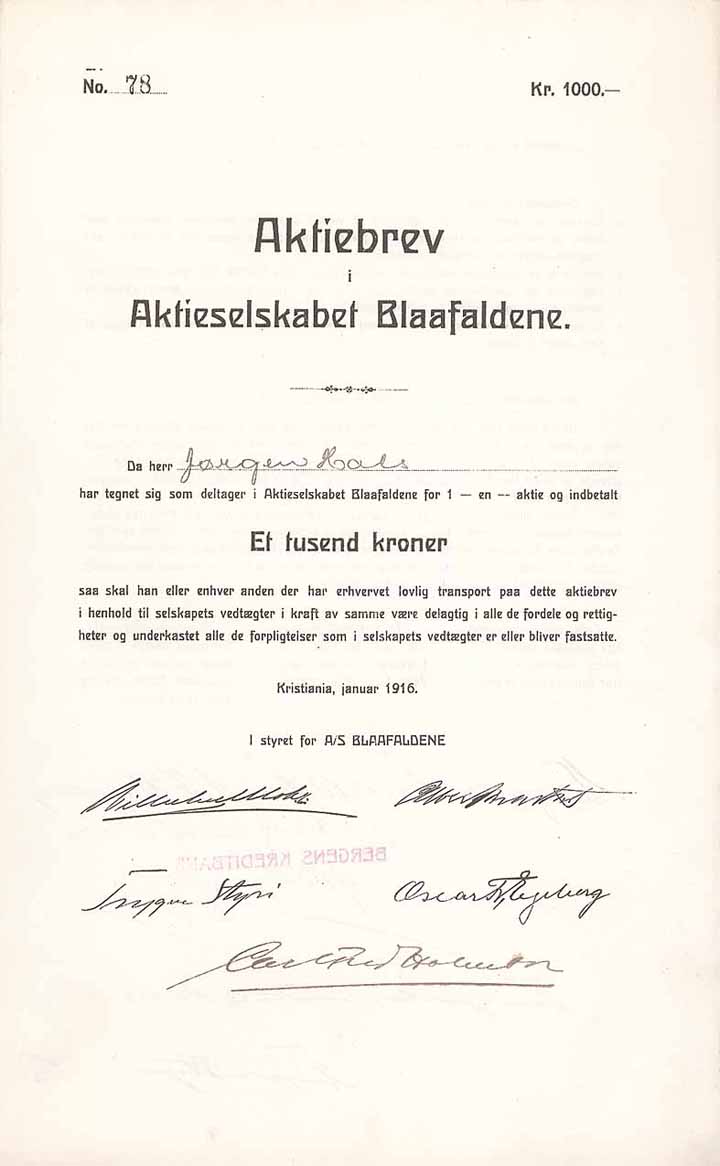 No. 78 Kr. 1000.—
Aktiebrev
i
Aktieselskabet Blaafaldene.
Da herr Jørgen Hals
har tegnet sig som deltager i Aktieselskabet Blaafaldene for 1 — en — aktie og indbetalt
Et tusend kroner
saa skal han eller enhver anden der har erhvervet lovlig transport paa dette aktiebrev
i henhold til selskapets vedtægter i kraft av samme være delagtig i alle de fordele og rettig-
heter og underkastet alle de forpligtelser som i selskapets vedtægter er eller bliver fastsatte.
Kristiania, januar 1916.
I styret for A/S BLAAFALDENE
BERGENS KREDITBANK
Trygve Styri Oscar Fr. Egeberg